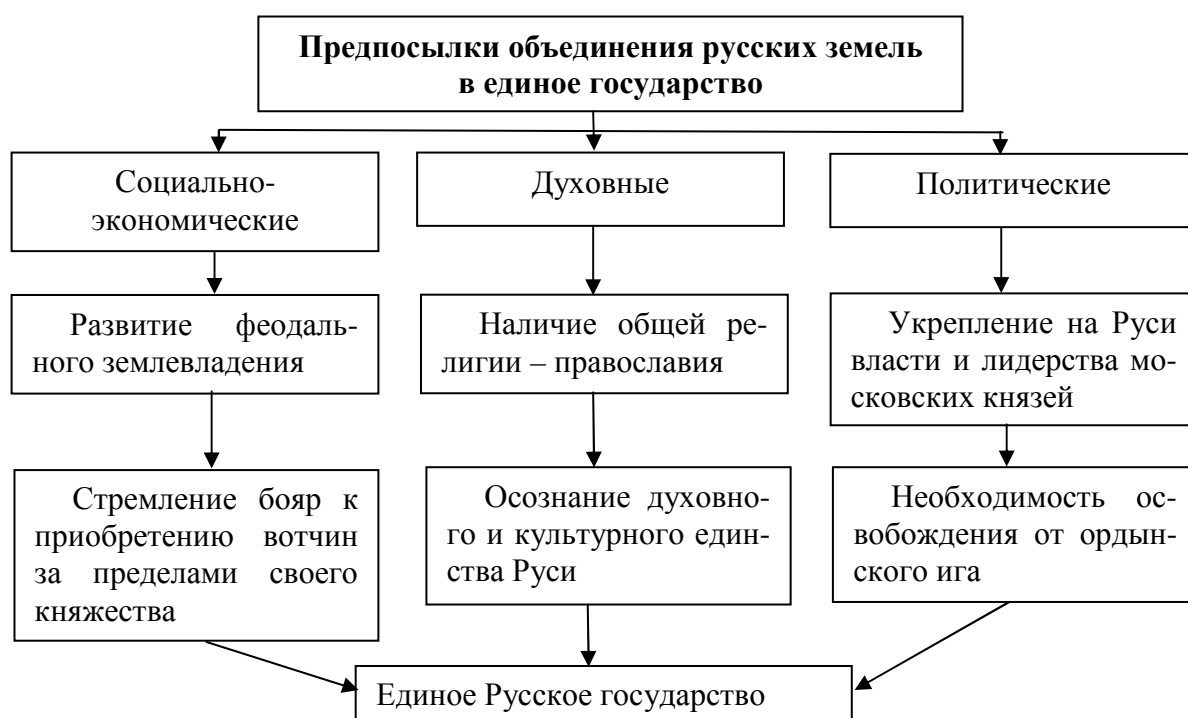 Предпосылки объединения русских земель
в единое государство
Социально-
экономические
Духовные
Политические
Развитие феодаль-
ного землевладения
Наличие общей ре-
лигии – православия
Укрепление на Руси
власти и лидерства мо-
сковских князей
Стремление бояр к
приобретению вотчин
за пределами своего
княжества
Осознание духовно-
го и культурного един-
ства Руси
Необходимость ос-
вобождения от ордын-
ского ига
Единое Русское государство